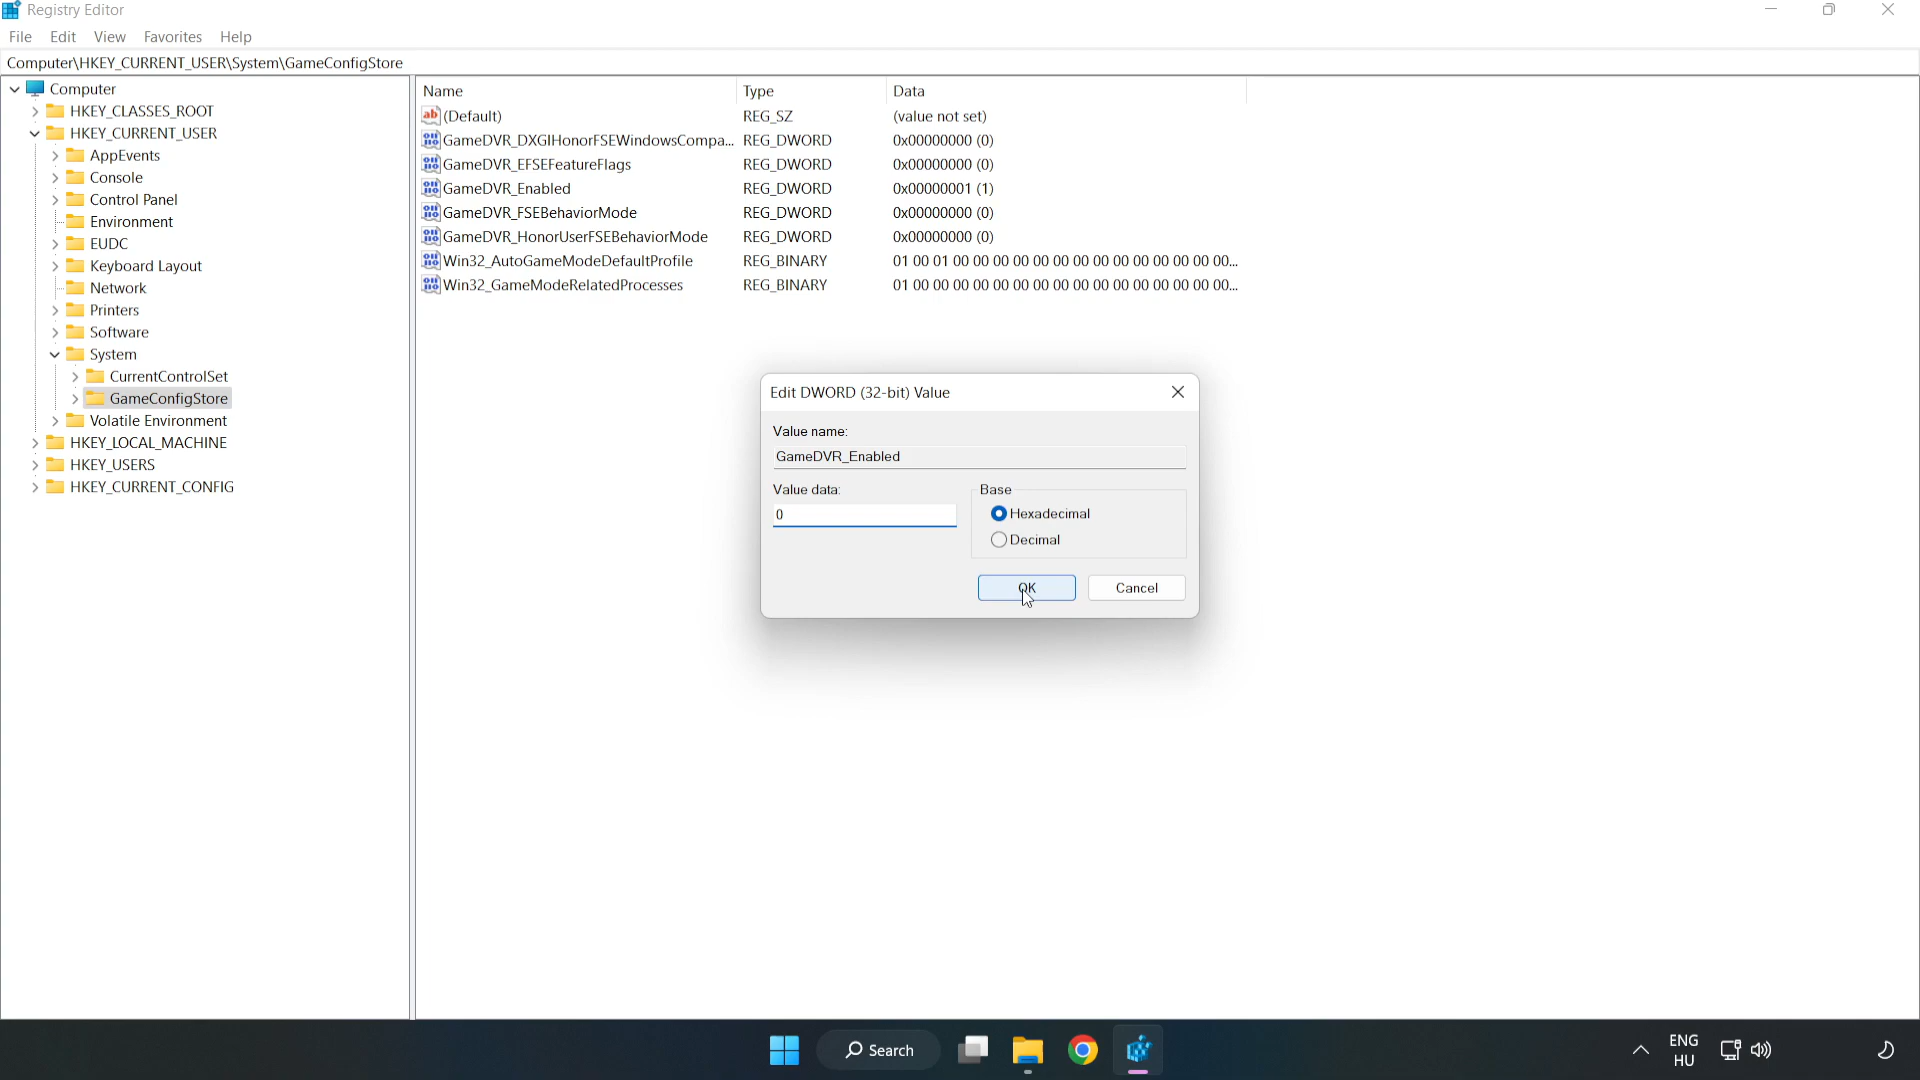 Registry Editor
File Edit View Favorites Help
Computer\HKEY_CURRENT_USER\System\GameConfigStore
Computer
HKEY_CLASSES_ROOT
HKEY_CURRENT_USER
AppEvents
Console
Control Panel
Environment
EUDC
Keyboard Layout
Network
Printers
Software
System
CurrentControlSet
GameConfigStore
Volatile Environment
HKEY_LOCAL_MACHINE
HKEY_USERS
HKEY_CURRENT_CONFIG
Name Type Data
(Default) REG_SZ (value not set)
GameDVR_DXGIHonorFSEWindowsCompa... REG_DWORD 0x00000000 (0)
GameDVR_EFSEFeatureFlags REG_DWORD 0x00000000 (0)
GameDVR_Enabled REG_DWORD 0x00000001 (1)
GameDVR_FSEBehaviorMode REG_DWORD 0x00000000 (0)
GameDVR_HonorUserFSEBehaviorMode REG_DWORD 0x00000000 (0)
Win32_AutoGameModeDefaultProfile REG_BINARY 01 00 01 00 00 00 00 00 00 00 00 00 00 00 00 00 00...
Win32_GameModeRelatedProcesses REG_BINARY 01 00 00 00 00 00 00 00 00 00 00 00 00 00 00 00 00...
Edit DWORD (32-bit) Value
Value name:
GameDVR_Enabled
Value data:
0
Base
Hexadecimal
Decimal
OK Cancel
Search
ENG
HU